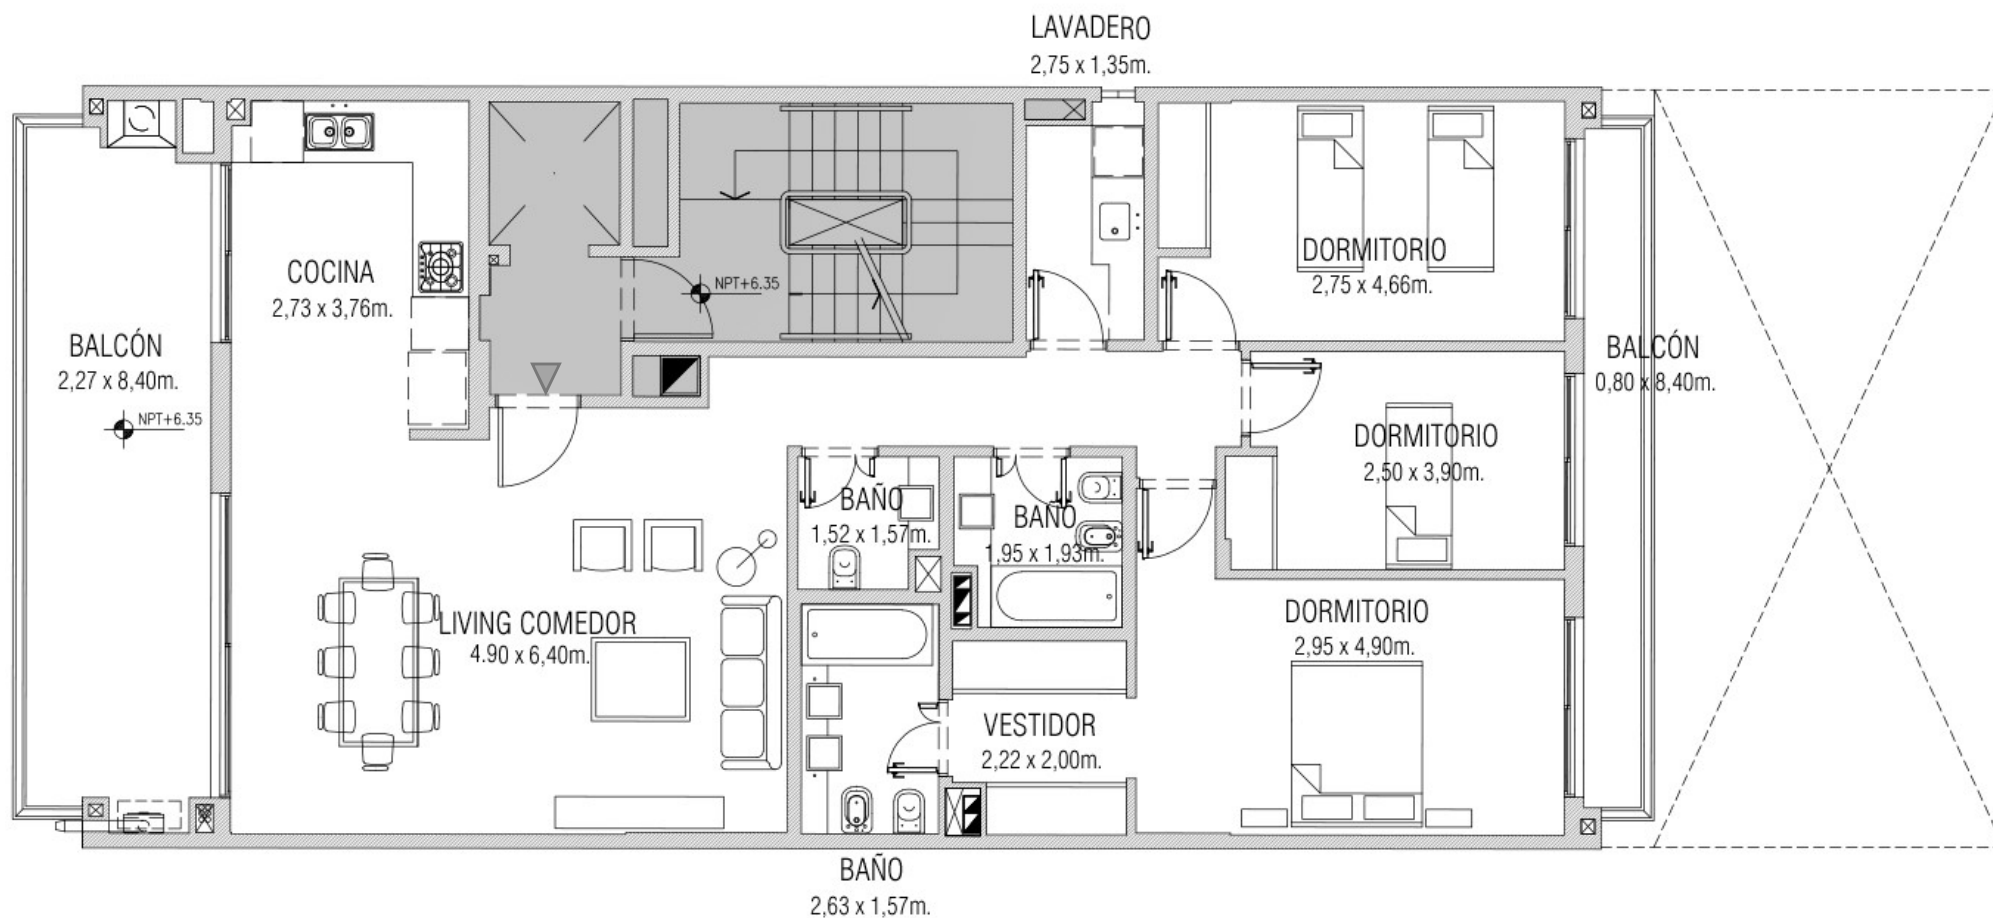 LAVADERO
2,75 x 1,35m.
COCINA
2,73 x 3,76m.
NPT+6.35
DORMITORIO
2,75 x 4,66m.
BALCÓN
2,27 x 8,40m.
NPT+6.35
BALCÓN
0,80 x 8,40m.
DORMITORIO
2,50 x 3,90m.
BAÑO
1,52 x 1,57m.
BAÑO
1,95 x 1,93m.
LIVING COMEDOR
4.90 x 6,40m.
DORMITORIO
2,95 x 4,90m.
VESTIDOR
2,22 x 2,00m.
BAÑO
2,63 x 1,57m.